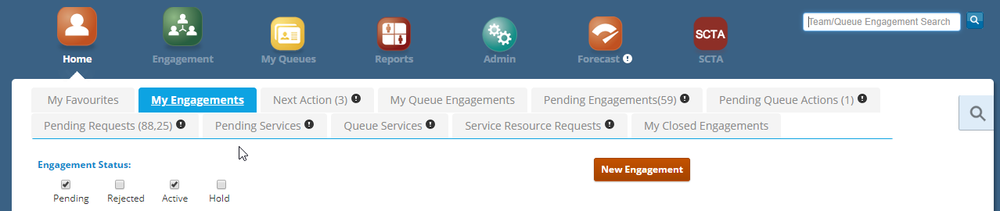 Team/Queue Engagement Search
SCTA
Home Engagement My Queues Reports Admin Forecast SCTA
My Favourites My Engagements Next Action (3) My Queue Engagements Pending Engagements(59) Pending Queue Actions (1)
Pending Requests (88,25) Pending Services Queue Services Service Resource Requests My Closed Engagements
Engagement Status:
New Engagement
Pending Rejected Active Hold